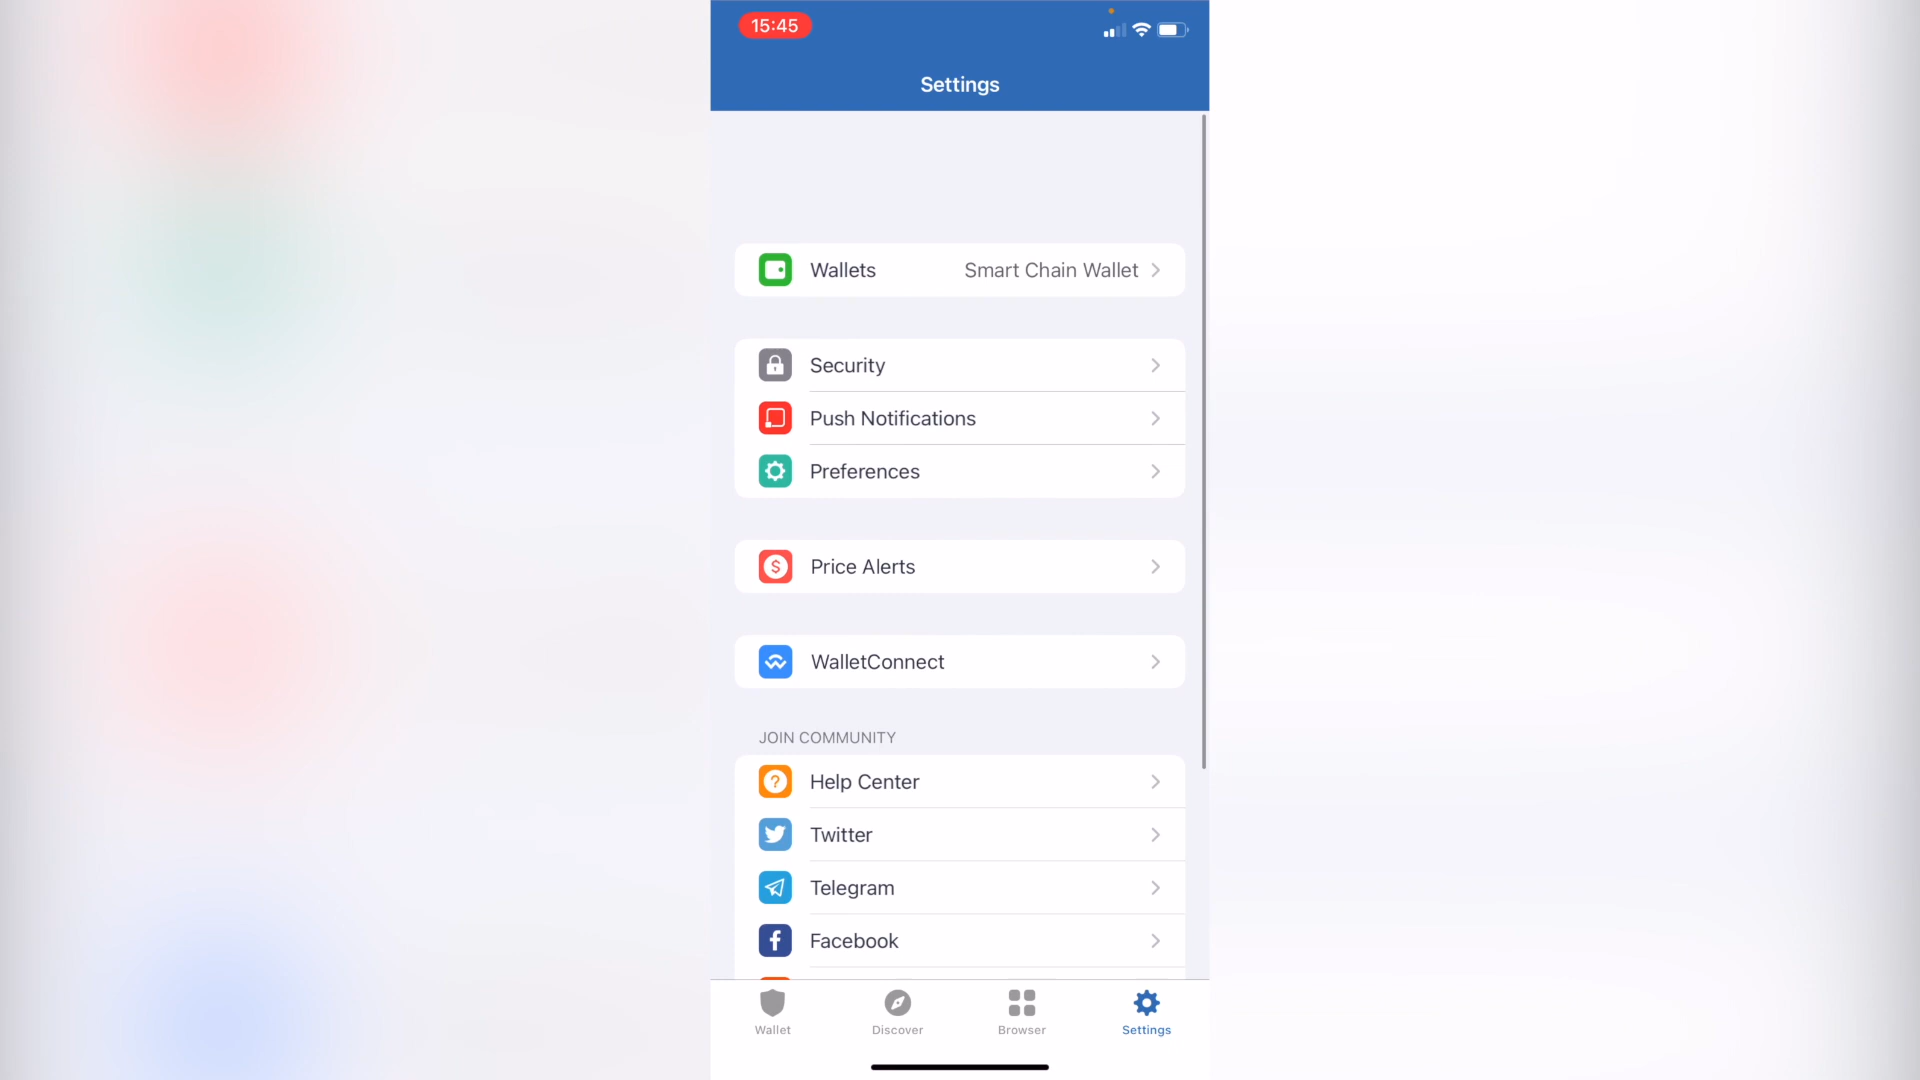 15:45
Settings
Wallets Smart Chain Wallet
Security
Push Notifications
Preferences
Price Alerts
WalletConnect
JOIN COMMUNITY
Help Center
Twitter
Telegram
Facebook
Wallet Discover Browser Settings